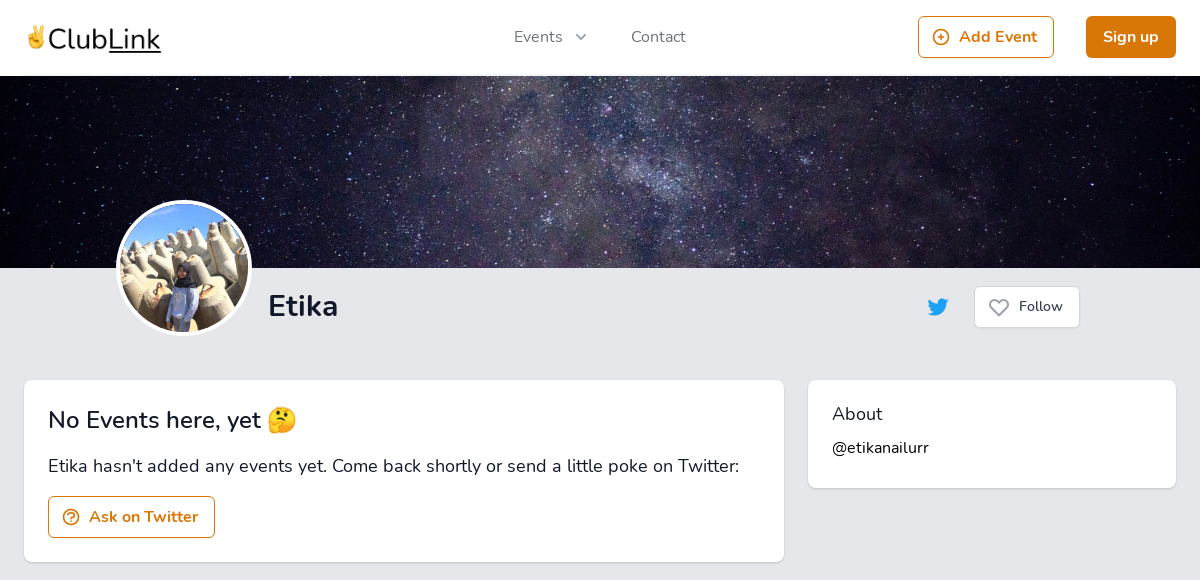 ClubLink
Events
Contact
Add Event
Sign up
Etika
Follow
No Events here, yet 🤔
Etika hasn't added any events yet. Come back shortly or send a little poke on Twitter:
Ask on Twitter
About
@etikanailurr